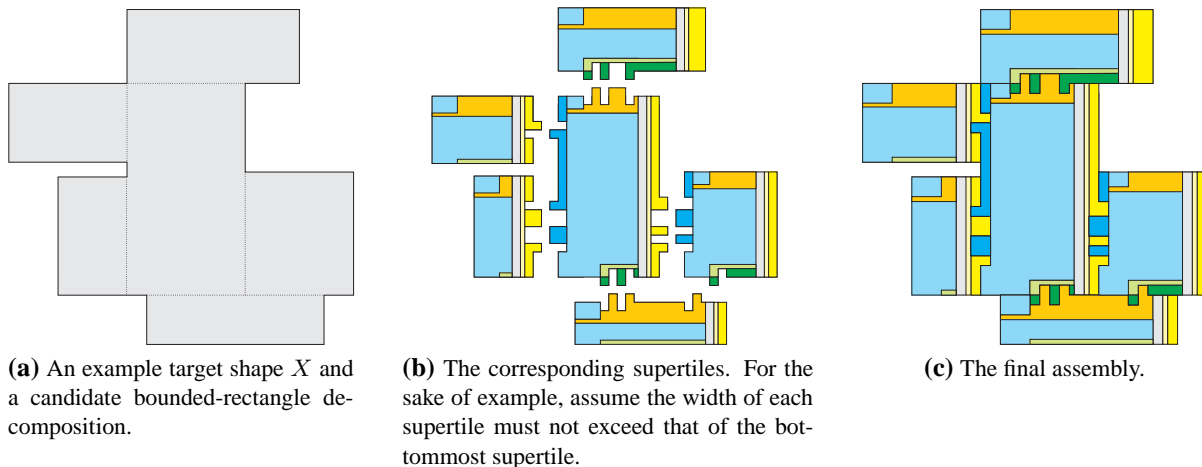 (a) An example target shape X and
a candidate bounded-rectangle de-
composition.
(b) The corresponding supertiles. For the
sake of example, assume the width of each
supertile must not exceed that of the bot-
tommost supertile.
(c) The final assembly.